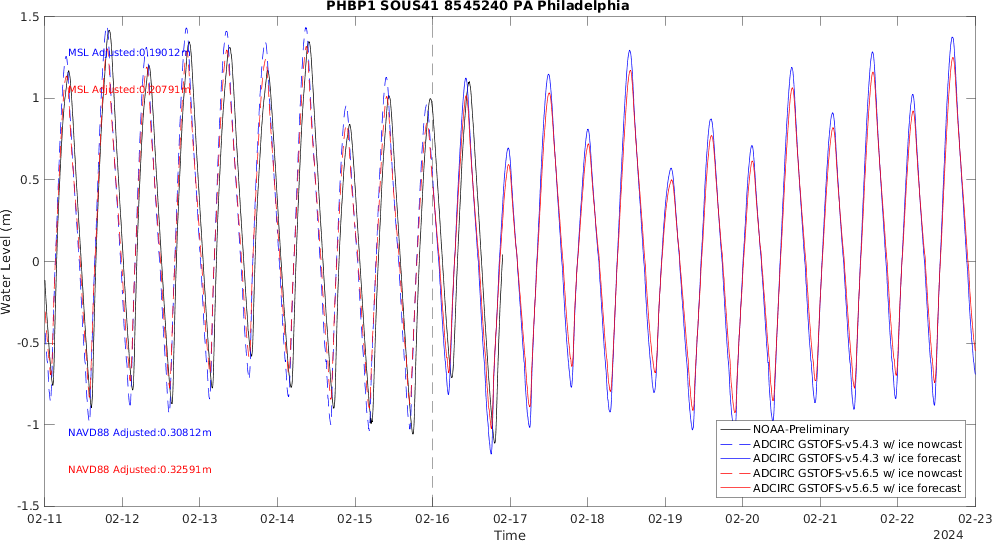 PHBP1 SOUS41 8545240 PA Philadelphia
1.5
1
0.5
0
-0.5
-1
-1.5
Water Level (m)
MSL Adjusted:0.19012m
MSL Adjusted:0.20791m
NAVD88 Adjusted:0.30812m
NAVD88 Adjusted:0.32591m
NOAA-Preliminary
ADCIRC GSTOFS-v5.4.3 w/ ice nowcast
ADCIRC GSTOFS-v5.4.3 w/ ice forecast
ADCIRC GSTOFS-v5.6.5 w/ ice nowcast
ADCIRC GSTOFS-v5.6.5 w/ ice forecast
02-11 02-12 02-13 02-14 02-15 02-16 02-17 02-18 02-19 02-20 02-21 02-22 02-23
Time
2024